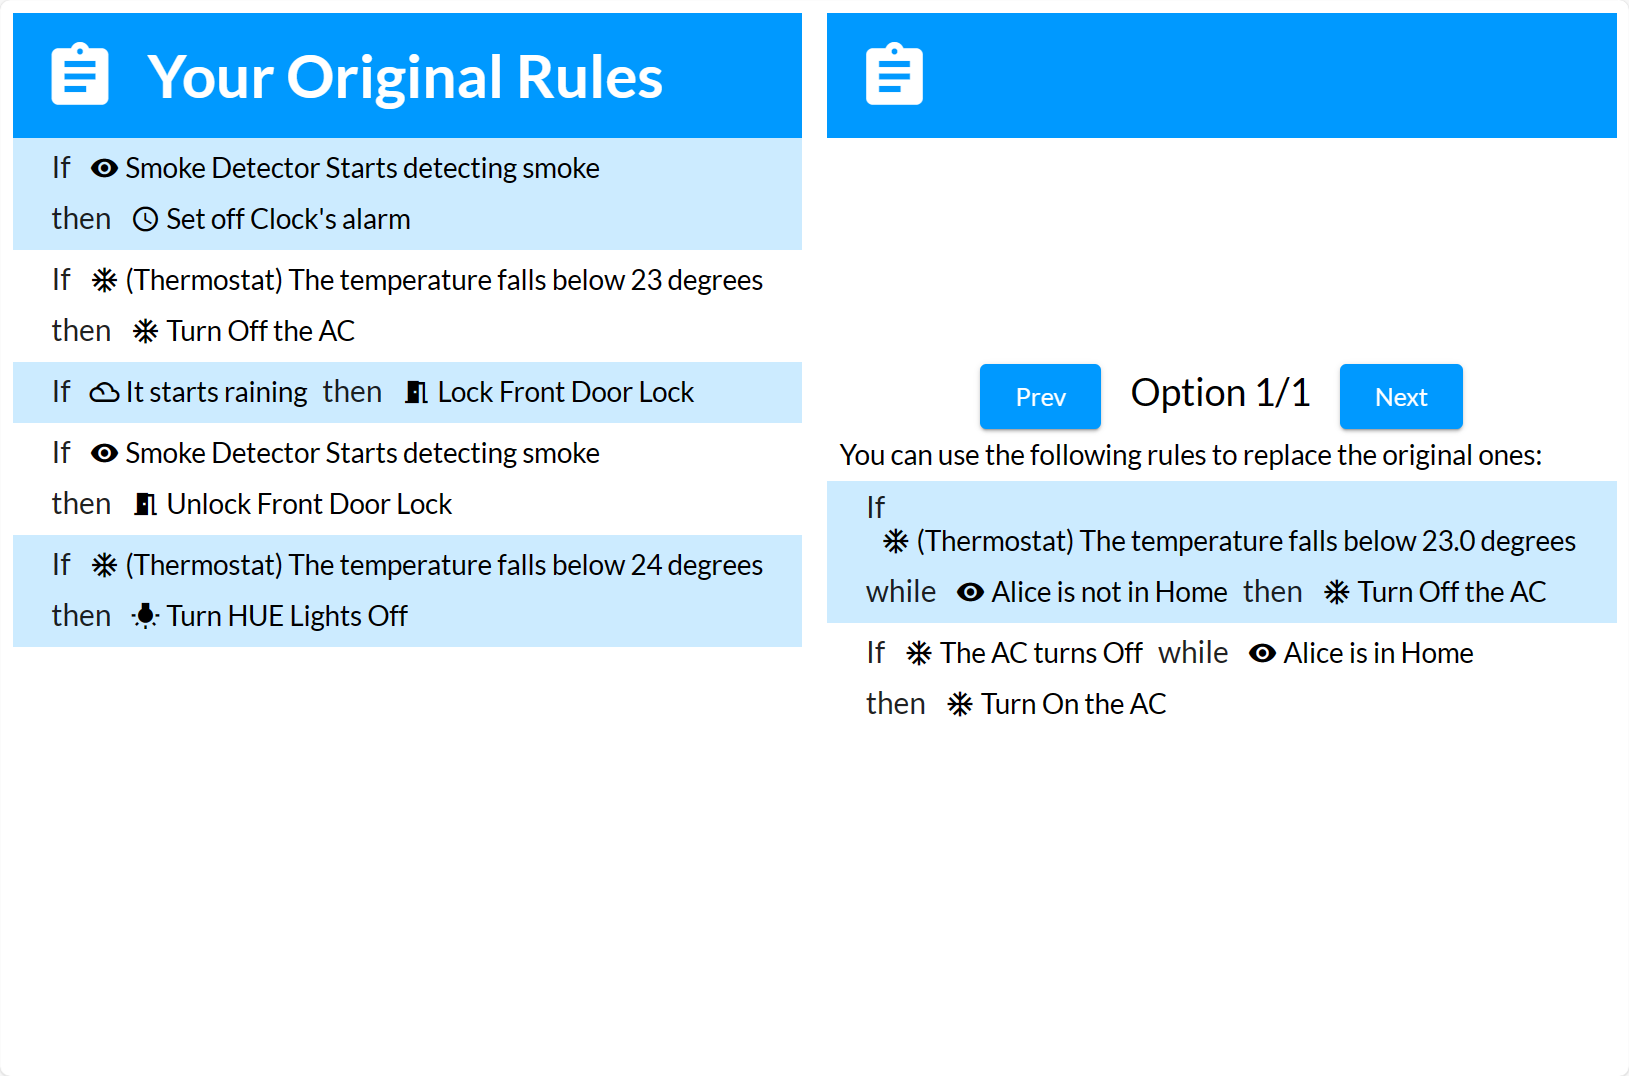 Your Original Rules
If Smoke Detector Starts detecting smoke
then Set off Clock's alarm
If (Thermostat) The temperature falls below 23 degrees
then Turn Off the AC
If It starts raining then Lock Front Door Lock
If Smoke Detector Starts detecting smoke
then Unlock Front Door Lock
If (Thermostat) The temperature falls below 24 degrees
then Turn HUE Lights Off
Prev Option 1/1 Next
You can use the following rules to replace the original ones:
If
(Thermostat) The temperature falls below 23.0 degrees
while Alice is not in Home then Turn Off the AC
If The AC turns Off while Alice is in Home
then Turn On the AC